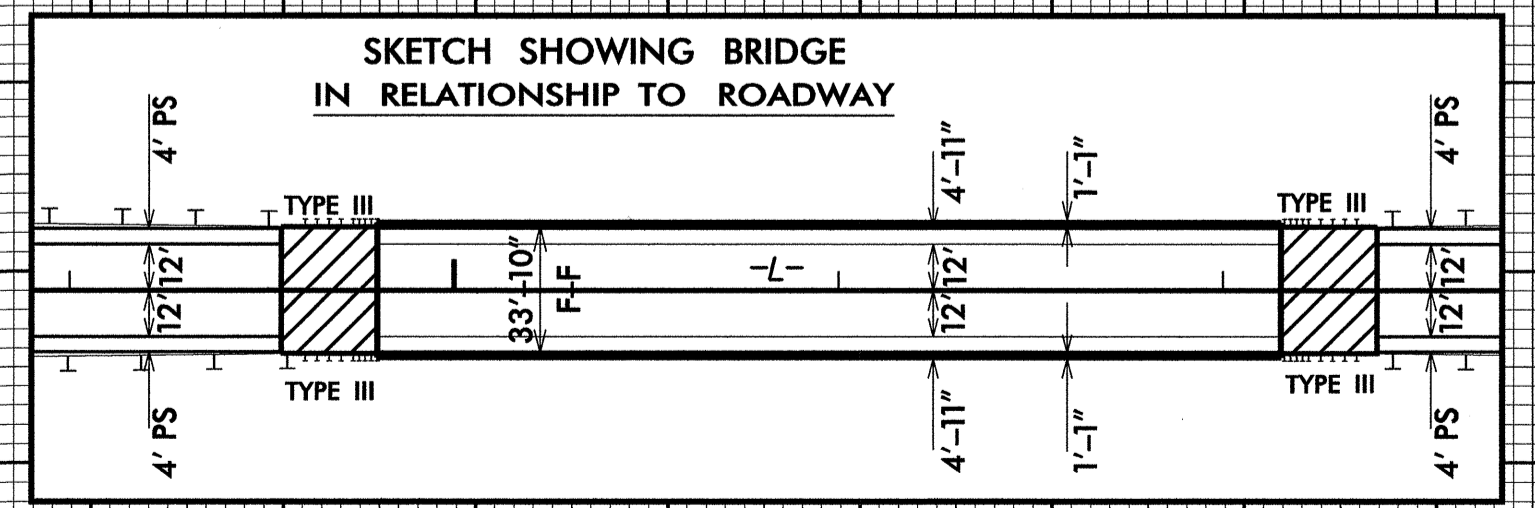 SKETCH SHOWING BRIDGE
IN RELATIONSHIP TO ROADWAY
4' PS
4'-11"
1'-1"
4' PS
TYPE III
TYPE III
12'
12'
33'-10"
F-F
-L-
12'
12'
12'
12'
TYPE III
TYPE III
4' PS
4'-11"
1'-1"
4' PS